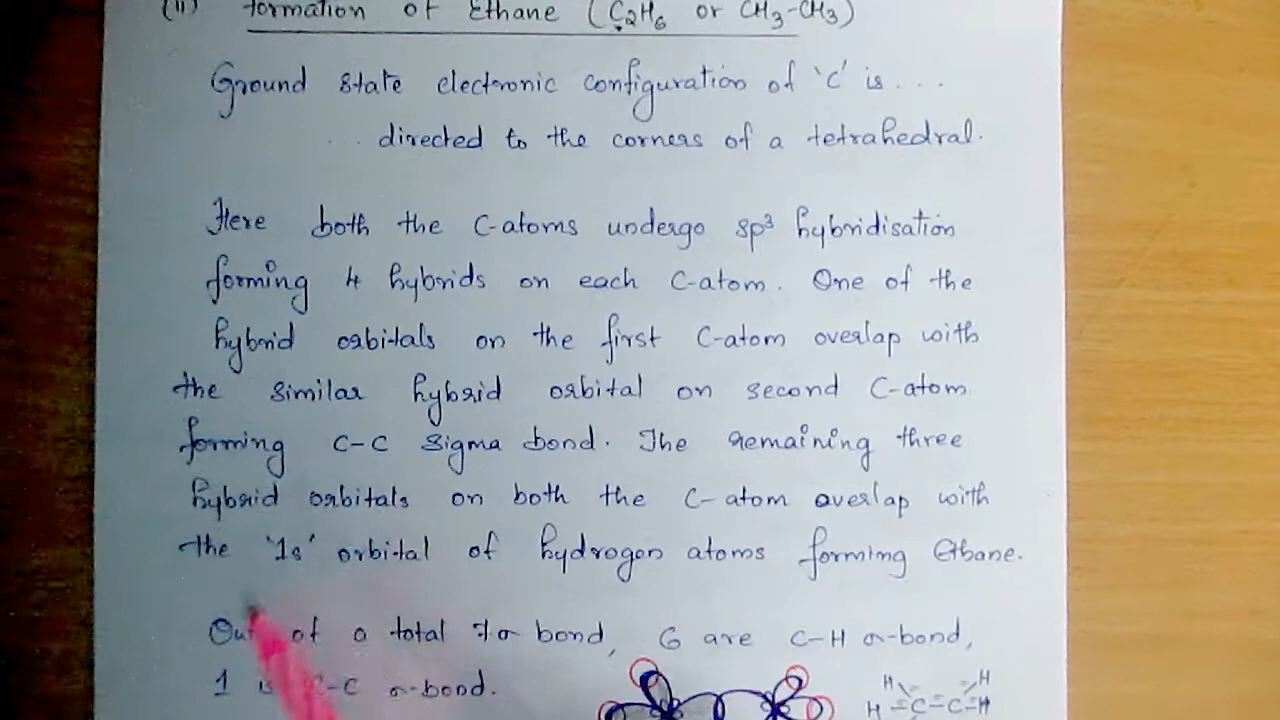 (ii) formation of Ethane (C₂H₆ or CH₃-CH₃)
Ground state electronic configuration of 'C' is ...
.. directed to the corners of a tetrahedral.
Here both the C-atoms undergo sp³ hybridisation
forming 4 hybrids on each C-atom. One of the
hybrid orbitals on the first C-atom overlap with
the similar hybrid orbital on second C-atom
forming C-C sigma bond. The remaining three
hybrid orbitals on both the C-atom overlap with
the '1s' orbital of hydrogen atoms forming Ethane.
Out of a total 7 σ bond, 6 are C-H σ-bond,
1 is C-C σ-bond.
H H
H C-C H